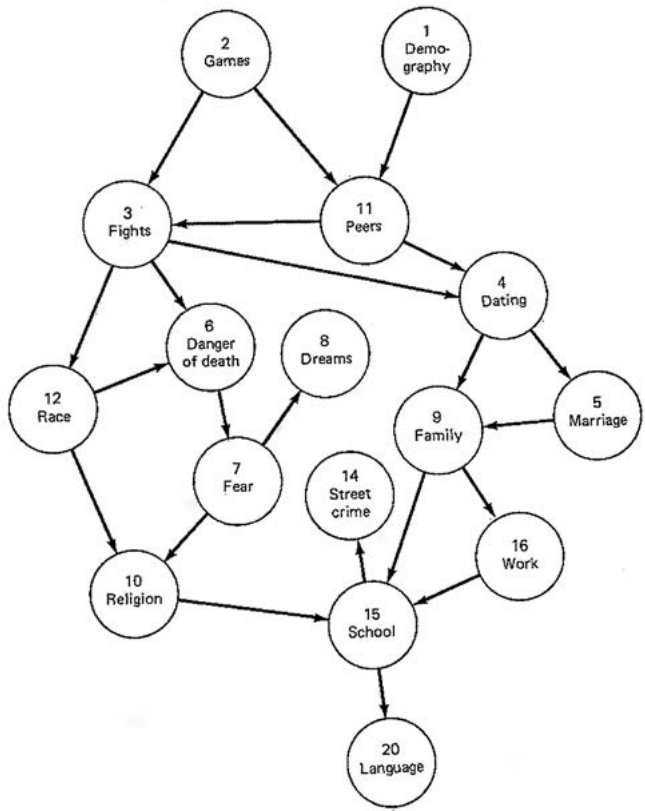 2
Games
1
Demo-
graphy
3
Fights
11
Peers
4
Dating
6
Danger
of death
8
Dreams
12
Race
9
Family
5
Marriage
7
Fear
14
Street
crime
16
Work
10
Religion
15
School
20
Language